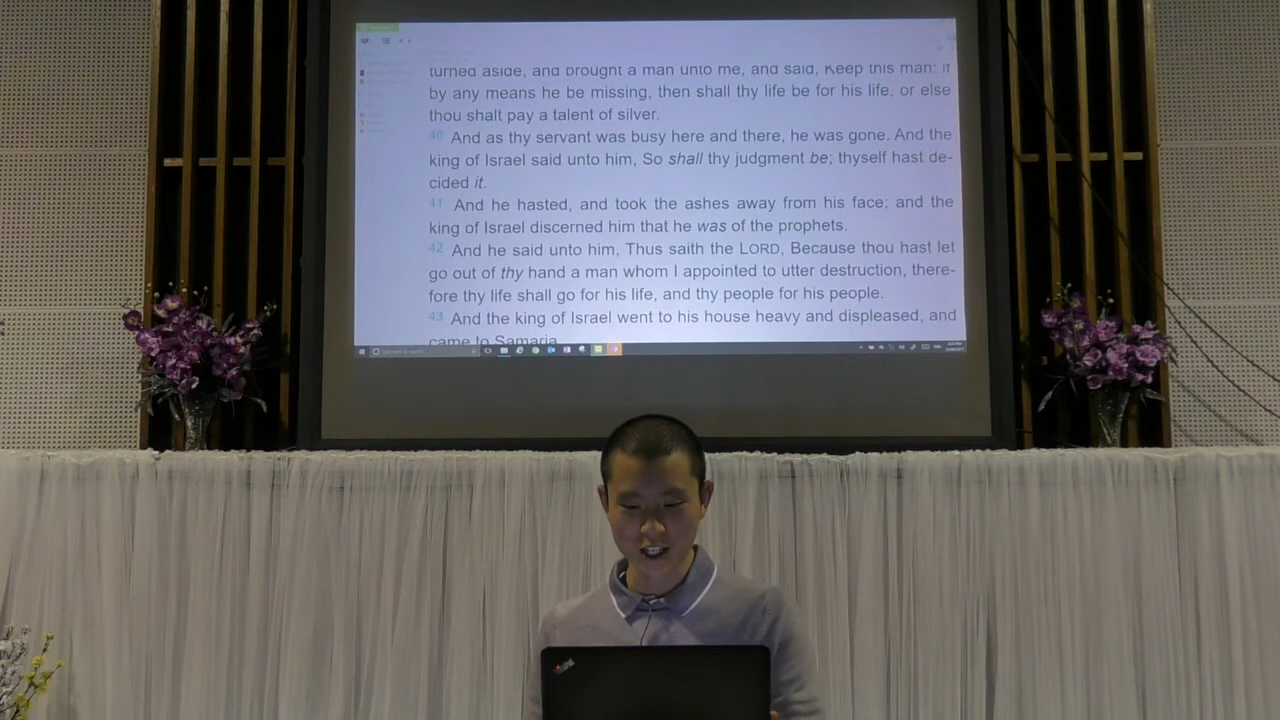 turned aside, and brought a man unto me, and said, Keep this man: if
by any means he be missing, then shall thy life be for his life, or else
thou shalt pay a talent of silver.
40 And as thy servant was busy here and there, he was gone. And the
king of Israel said unto him, So shall thy judgment be; thyself hast de-
cided it.
41 And he hasted, and took the ashes away from his face; and the
king of Israel discerned him that he was of the prophets.
42 And he said unto him, Thus saith the LORD, Because thou hast let
go out of thy hand a man whom I appointed to utter destruction, there-
fore thy life shall go for his life, and thy people for his people.
43 And the king of Israel went to his house heavy and displeased, and
came to Samaria